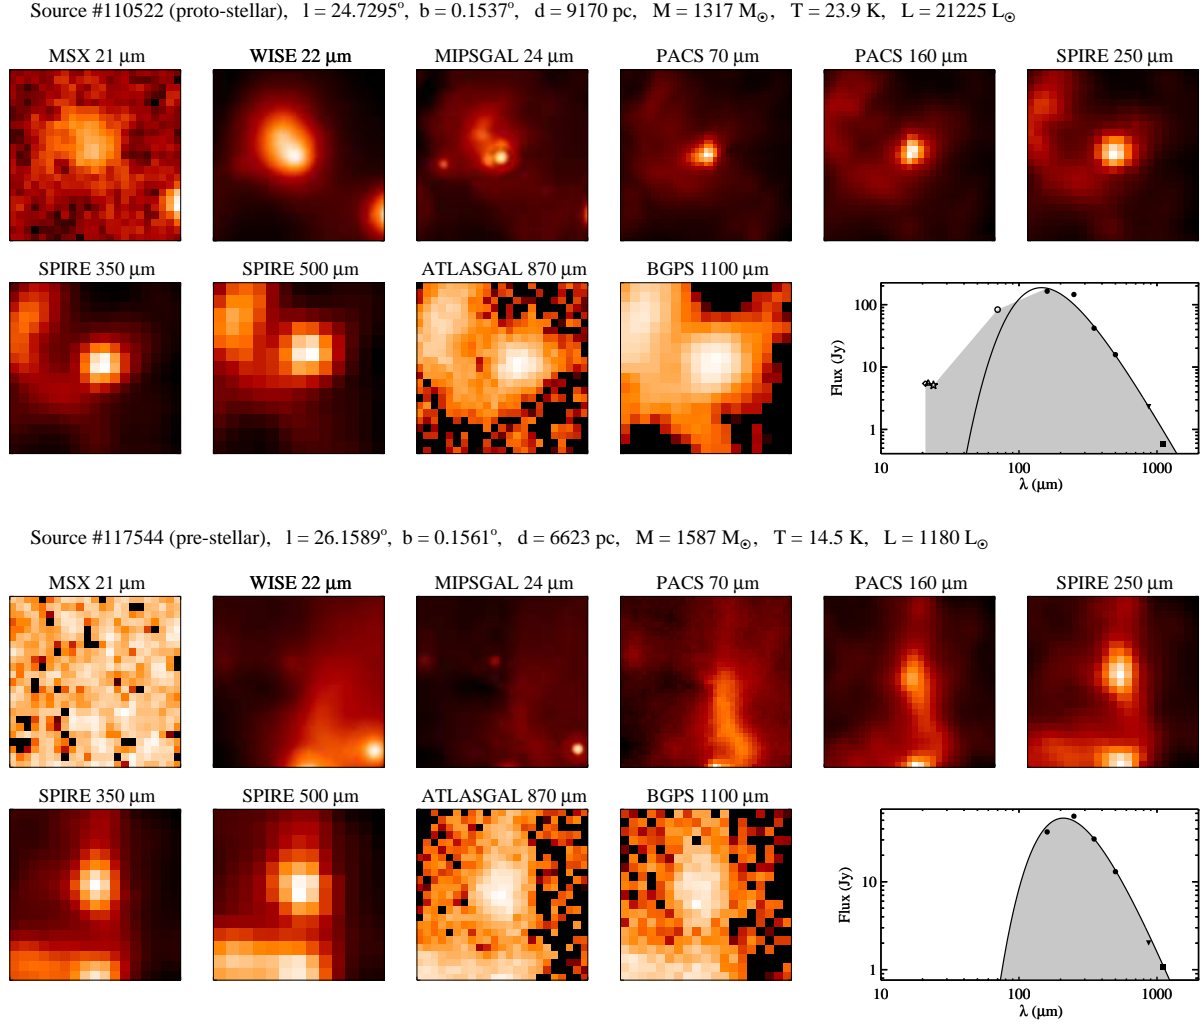 Source #110522 (proto-stellar), l = 24.7295°, b = 0.1537°, d = 9170 pc, M = 1317 M☉, T = 23.9 K, L = 21225 L☉
MSX 21 μm WISE 22 μm MIPSGAL 24 μm PACS 70 μm PACS 160 μm SPIRE 250 μm
SPIRE 350 μm SPIRE 500 μm ATLASGAL 870 μm BGPS 1100 μm
Flux (Jy)
100
10
1
10 100 1000
λ (μm)
Source #117544 (pre-stellar), l = 26.1589°, b = 0.1561°, d = 6623 pc, M = 1587 M☉, T = 14.5 K, L = 1180 L☉
MSX 21 μm WISE 22 μm MIPSGAL 24 μm PACS 70 μm PACS 160 μm SPIRE 250 μm
SPIRE 350 μm SPIRE 500 μm ATLASGAL 870 μm BGPS 1100 μm
Flux (Jy)
10
1
10 100 1000
λ (μm)